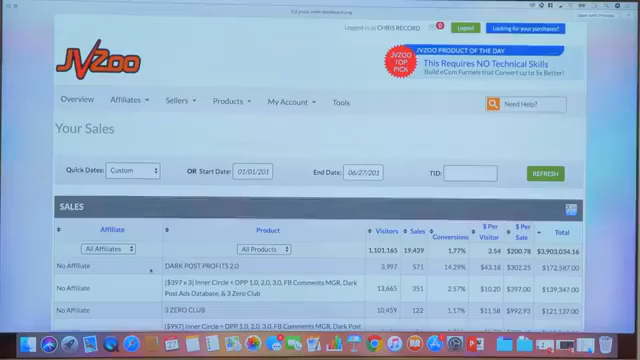 Logged in as CHRIS RECORD
0
Logout
Looking for your purchases?
JVZoo
JVZOO TOP PICK
JVZOO PRODUCT OF THE DAY
This Requires NO Technical Skills
Build eCom Funnels that Convert up to 5x Better!
Overview Affiliates Sellers Products My Account Tools
Need Help?
Your Sales
Quick Dates: Custom OR Start Date: 01/01/201 End Date: 06/27/201 TID: REFRESH
SALES
Affiliate Product Visitors Sales Conversions $ Per Visitor $ Per Sale Total
All Affiliates All Products 1,101,165 19,439 1.77% 3.54 $200.78 $3,903,034.16
No Affiliate DARK POST PROFITS 2.0 3,997 571 14.29% $43.18 $302.25 $172,587.00
No Affiliate ($397 x 3] Inner Circle + DPP 1.0, 2.0, 3.0, FB Comments MGR, Dark Post Ads Database, & 3 Zero Club 13,665 351 2.57% $10.20 $397.00 $139,347.00
No Affiliate 3 ZERO CLUB 10,459 122 1.17% $11.58 $992.93 $121,137.00
[$997] Inner Circle + DPP 1.0, 2.0, 3.0, FB Comments MGR, Dark Post